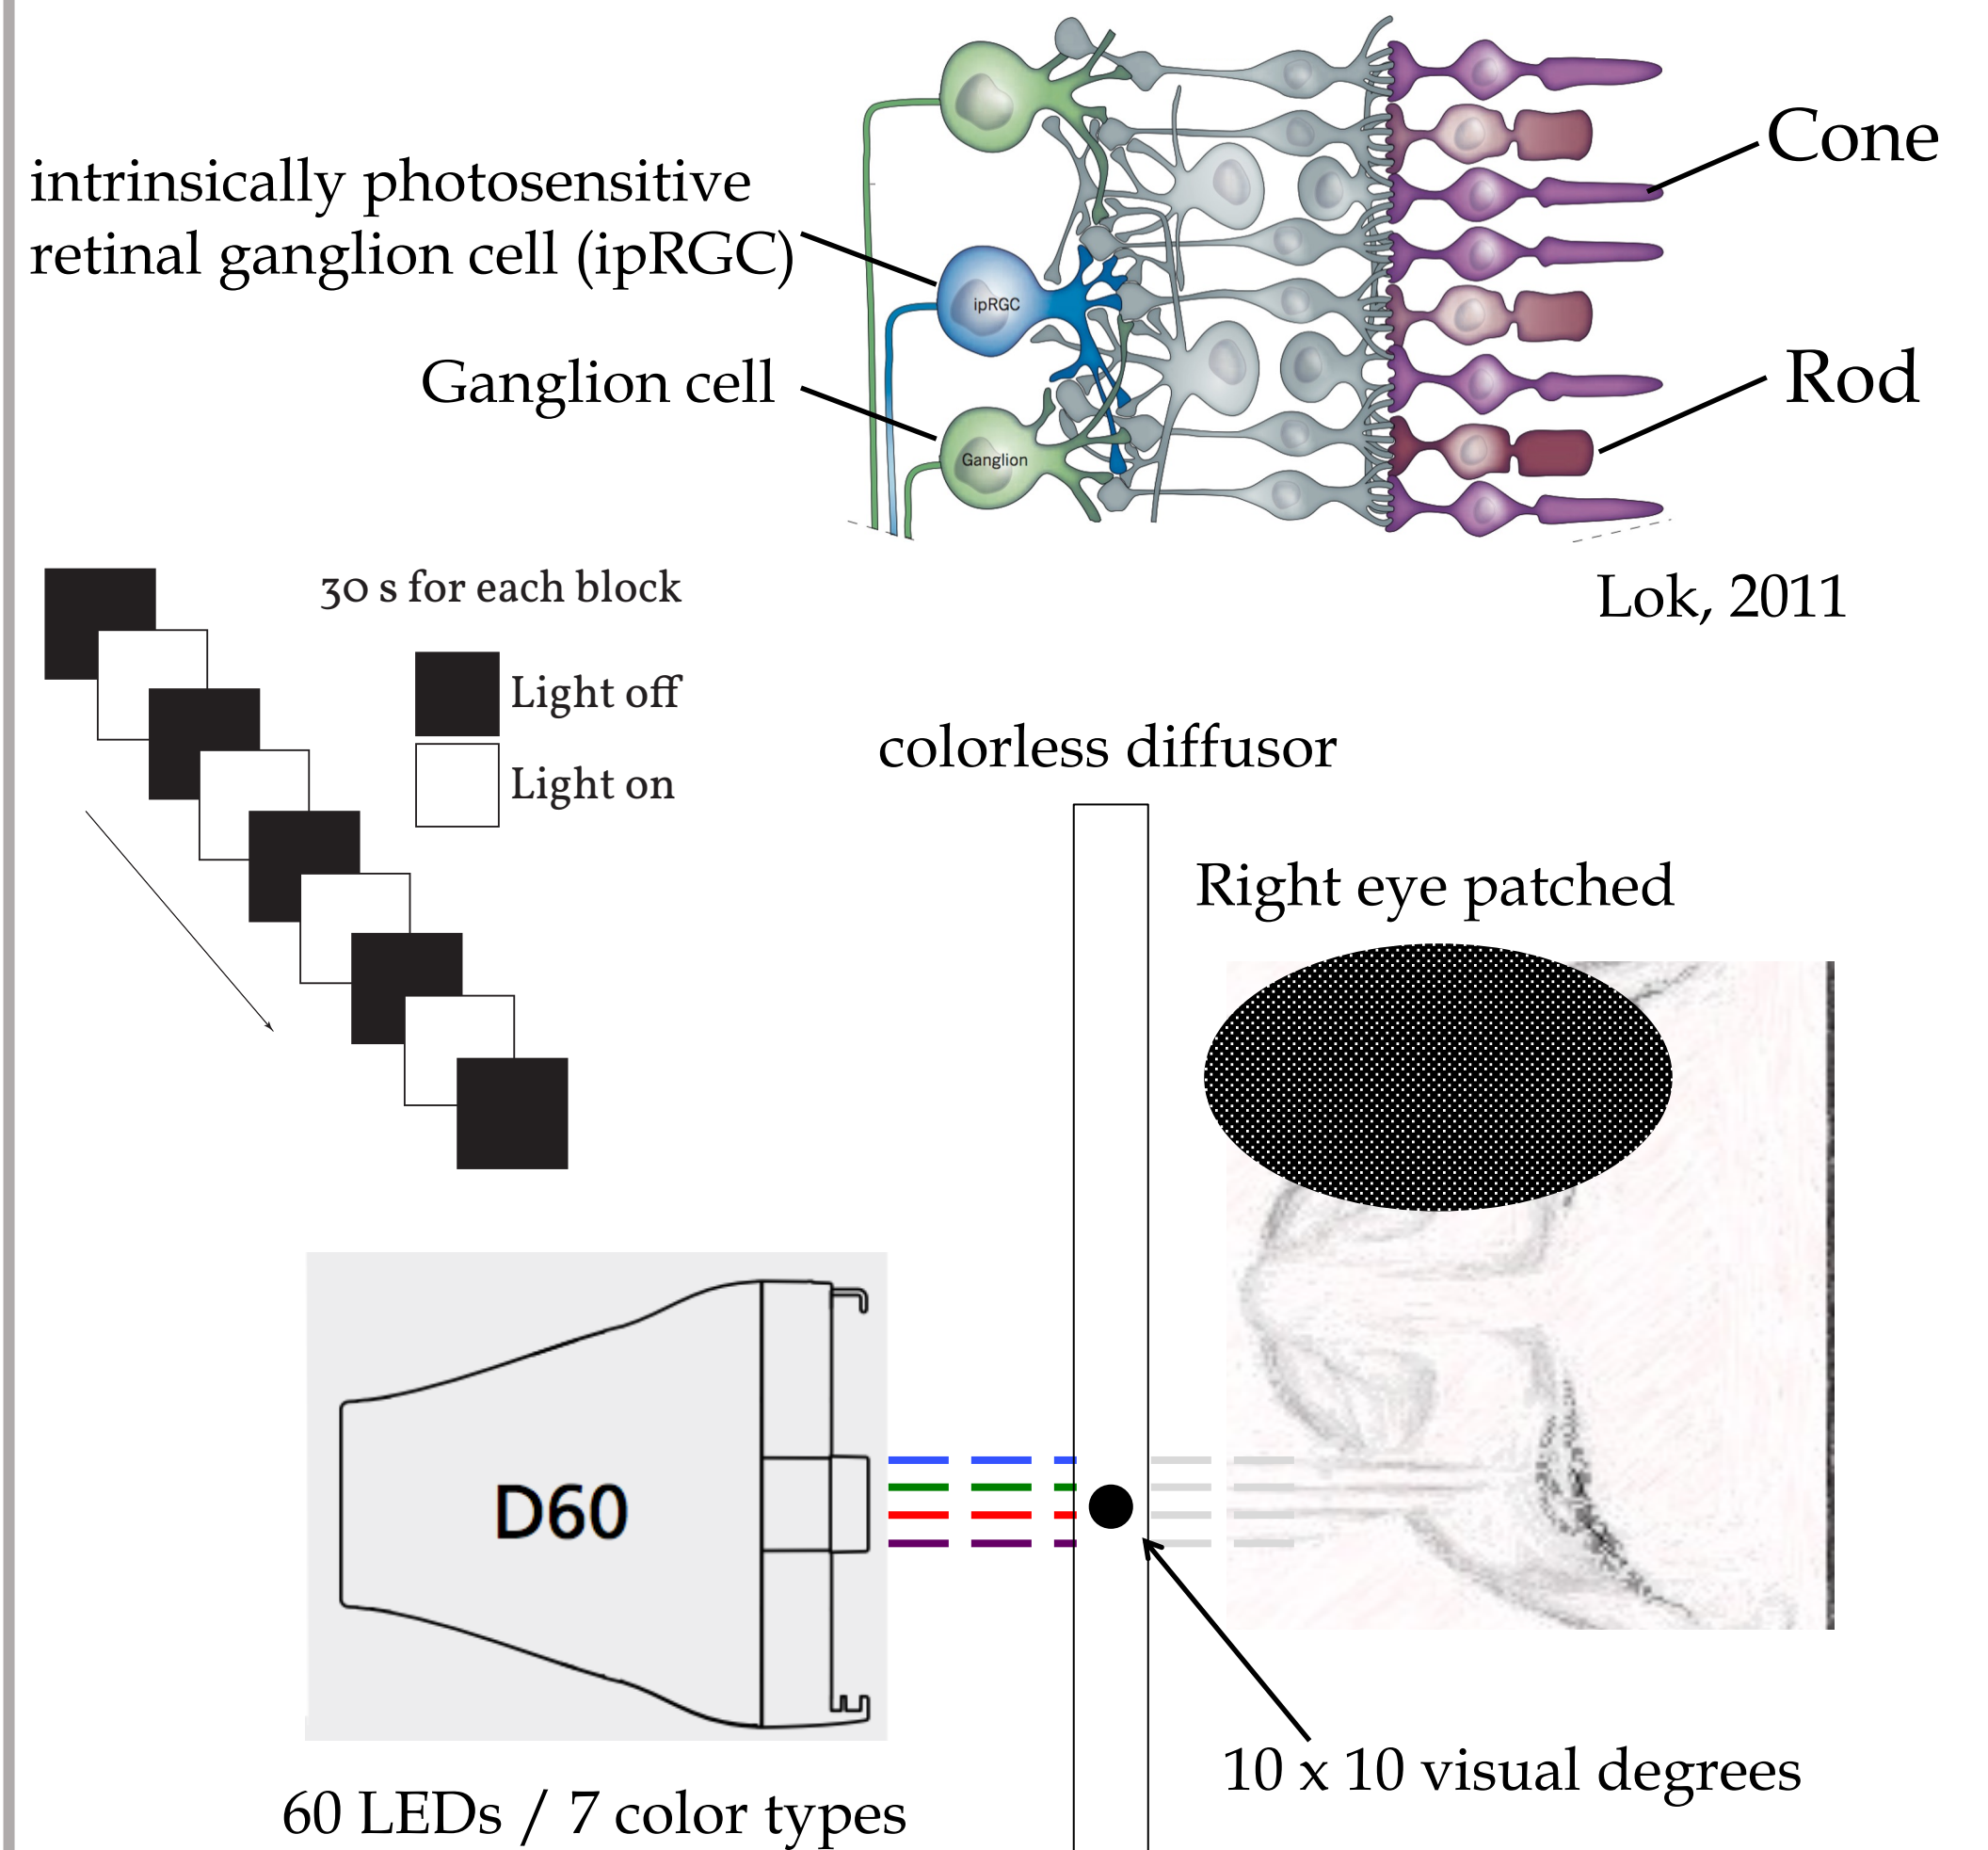 Cone
intrinsically photosensitive
retinal ganglion cell (ipRGC)
ipRGC
Ganglion cell
Rod
Ganglion
Lok, 2011
30 s for each block
Light off
Light on
colorless diffusor
Right eye patched
D60
10 x 10 visual degrees
60 LEDs / 7 color types